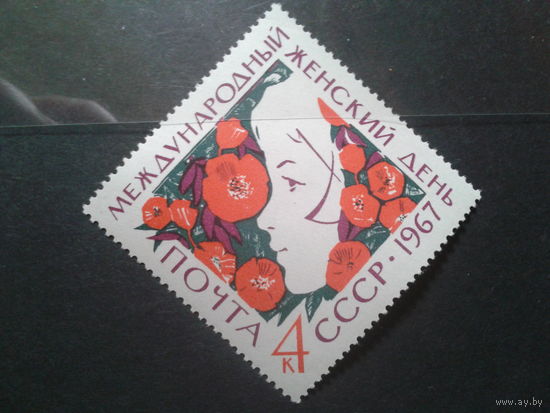 МЕЖДУНАРОДНЫЙ
ЖЕНСКИЙ ДЕНЬ
ПОЧТА
СССР · 1967
4
К
www.ay.by